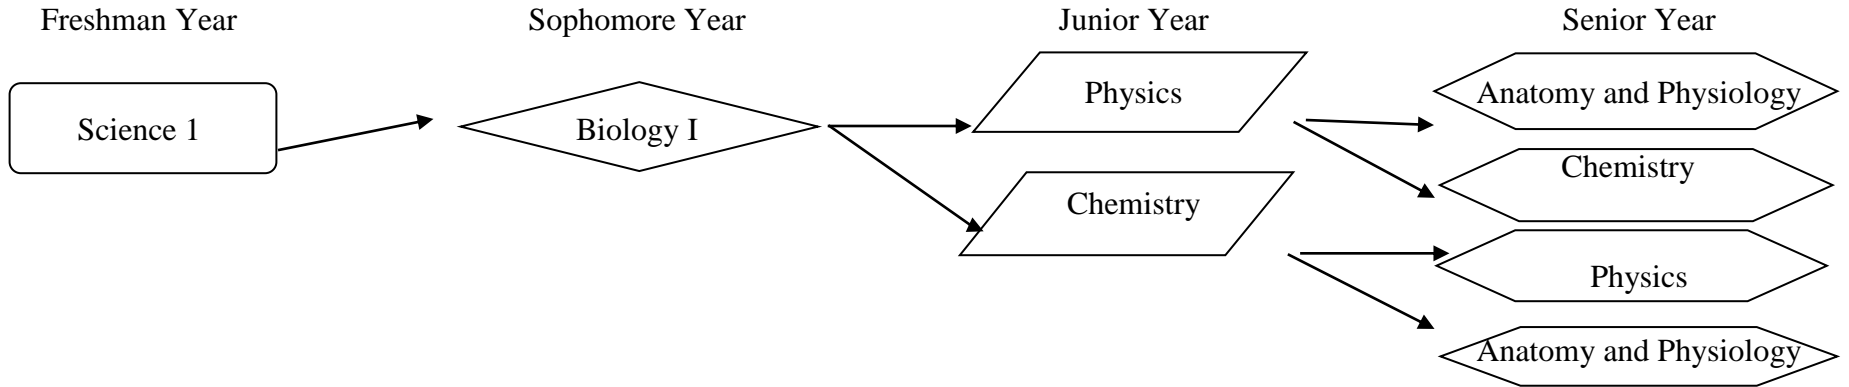 Freshman Year
Sophomore Year
Junior Year
Senior Year
Science 1
Biology I
Physics
Chemistry
Anatomy and Physiology
Chemistry
Physics
Anatomy and Physiology